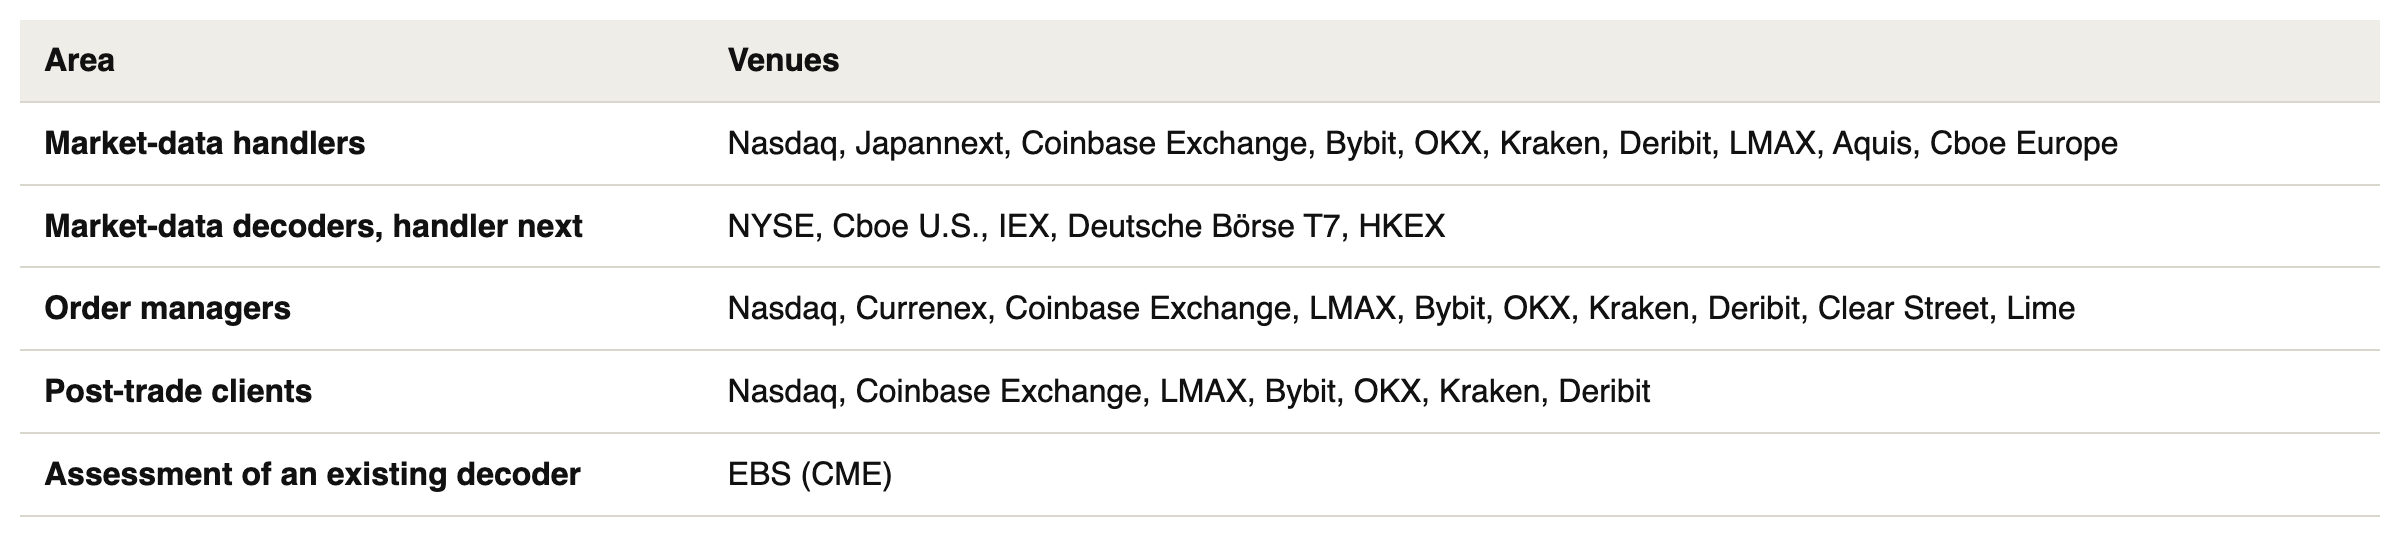 Area Venues
Market-data handlers Nasdaq, Japannext, Coinbase Exchange, Bybit, OKX, Kraken, Deribit, LMAX, Aquis, Cboe Europe
Market-data decoders, handler next NYSE, Cboe U.S., IEX, Deutsche Börse T7, HKEX
Order managers Nasdaq, Currenex, Coinbase Exchange, LMAX, Bybit, OKX, Kraken, Deribit, Clear Street, Lime
Post-trade clients Nasdaq, Coinbase Exchange, LMAX, Bybit, OKX, Kraken, Deribit
Assessment of an existing decoder EBS (CME)